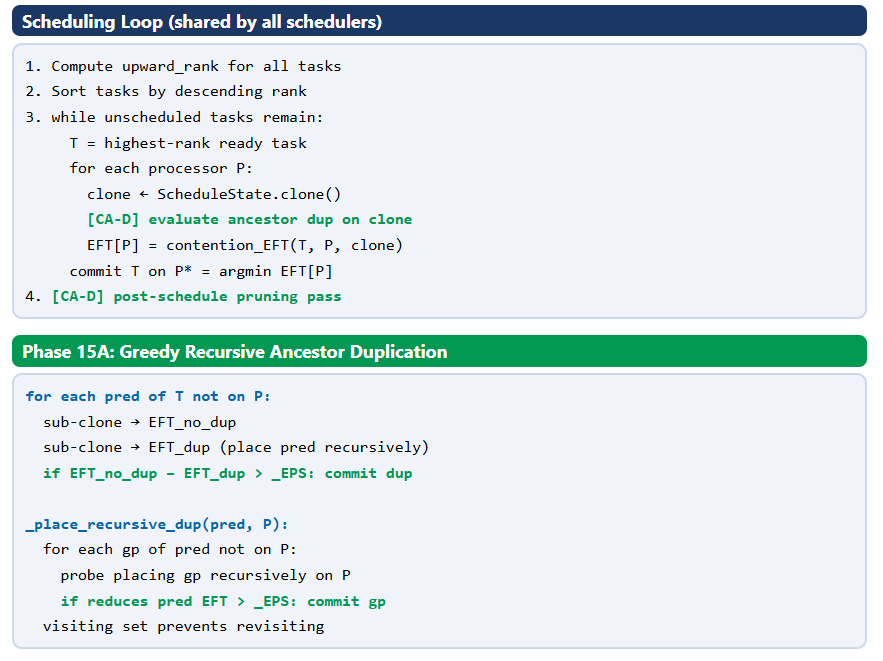 Scheduling Loop (shared by all schedulers)
1. Compute upward_rank for all tasks
2. Sort tasks by descending rank
3. while unscheduled tasks remain:
T = highest-rank ready task
for each processor P:
clone ← ScheduleState.clone()
[CA-D] evaluate ancestor dup on clone
EFT[P] = contention_EFT(T, P, clone)
commit T on P* = argmin EFT[P]
4. [CA-D] post-schedule pruning pass
Phase 15A: Greedy Recursive Ancestor Duplication
for each pred of T not on P:
sub-clone → EFT_no_dup
sub-clone → EFT_dup (place pred recursively)
if EFT_no_dup – EFT_dup > _EPS: commit dup
_place_recursive_dup(pred, P):
for each gp of pred not on P:
probe placing gp recursively on P
if reduces pred EFT > _EPS: commit gp
visiting set prevents revisiting